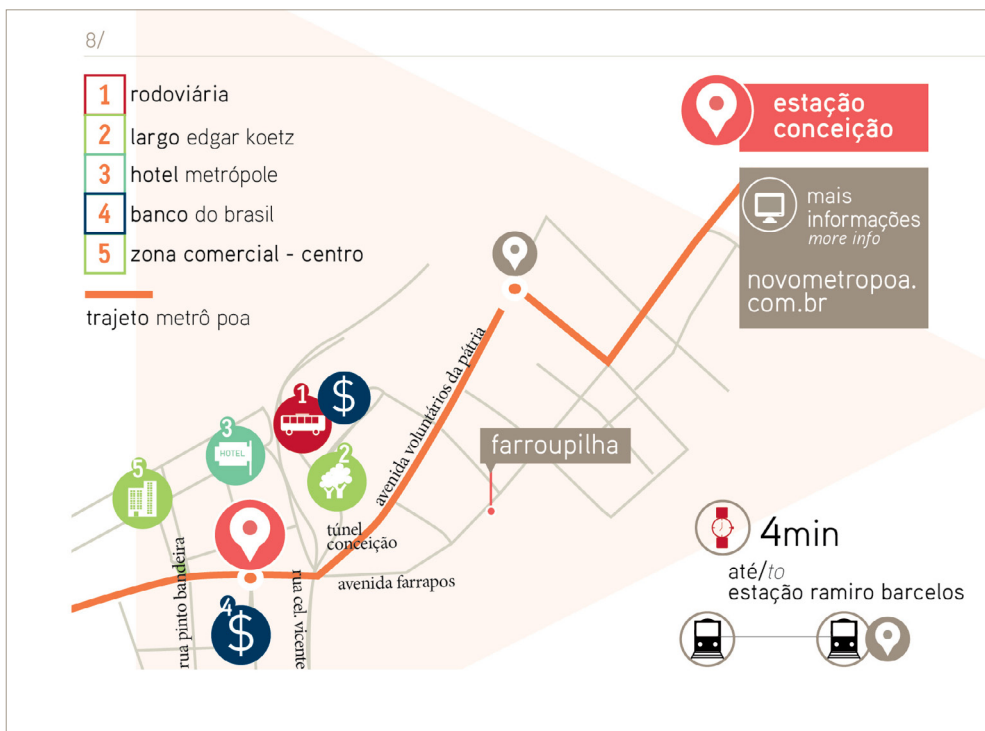 8/
1 rodoviária
2 largo edgar koetz
3 hotel metrópole
4 banco do brasil
5 zona comercial - centro
trajeto metrô poa
estação
conceição
mais
informações
more info
novometropoa.
com.br
avenida voluntários da pátria
1
$
3
HOTEL
2
5
farroupilha
túnel
conceição
avenida farrapos
rua pinto bandeira
rua cel. vicente
4
$
4min
até/to
estação ramiro barcelos